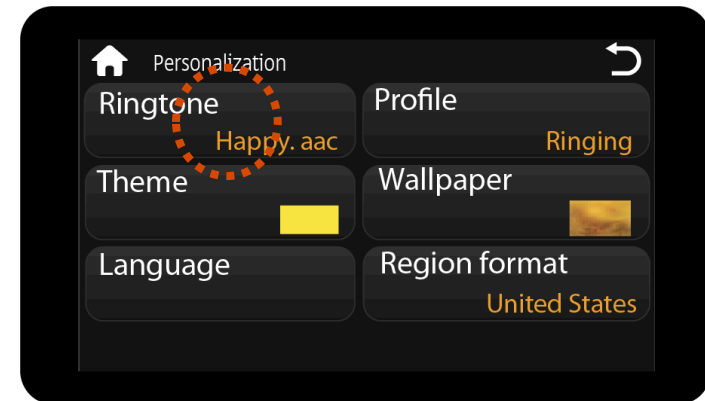 Personalization
Ringtone
Happy. aac
Profile
Ringing
Theme
Wallpaper
Language
Region format
United States